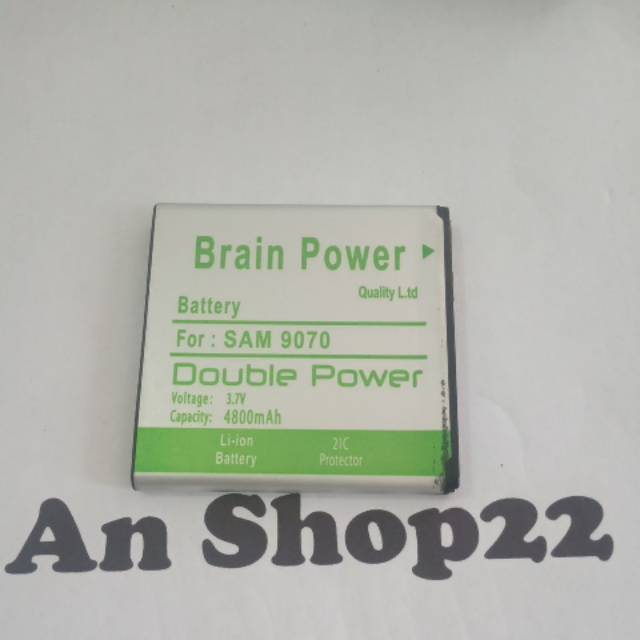 Brain Power
Quality L.td
Battery
For : SAM 9070
Double Power
Voltage: 3.7V
Capacity: 4800mAh
Li-ion 2IC
Battery Protector
An Shop22